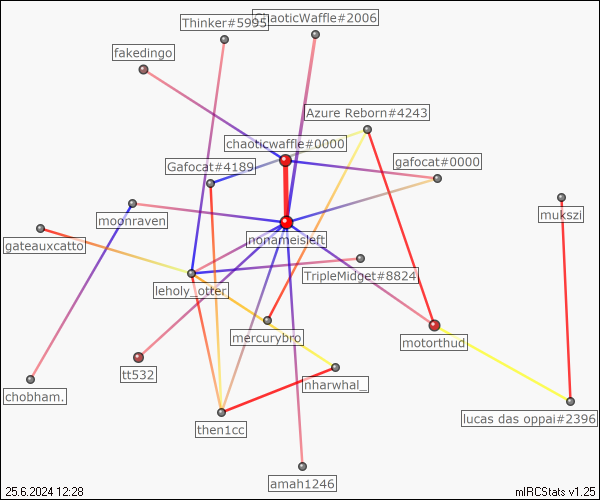 ChaoticWaffle#2006
Thinker#5995
fakedingo
Azure Reborn#4243
chaoticwaffle#0000
gafocat#0000
Gafocat#4189
mukszi
moonraven
nonameisleft
gateauxcatto
TripleMidget#8824
leholy_otter
mercurybro
motorthud
tt532
nharwhal_
chobham.
lucas das oppai#2396
then1cc
amah1246
25.6.2024 12:28
mIRCStats v1.25